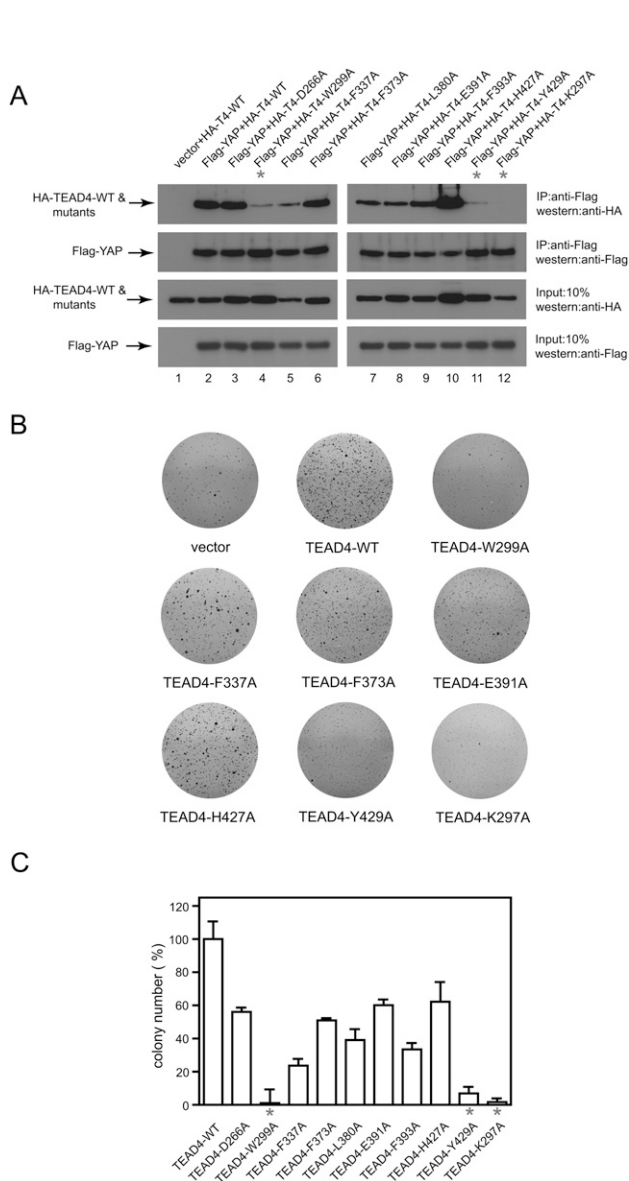 A
vector+HA-T4-WT
Flag-YAP+HA-T4-WT
Flag-YAP+HA-T4-D266A
Flag-YAP+HA-T4-W299A
Flag-YAP+HA-T4-F337A
Flag-YAP+HA-T4-F373A
Flag-YAP+HA-T4-L380A
Flag-YAP+HA-T4-E391A
Flag-YAP+HA-T4-F393A
Flag-YAP+HA-T4-H427A
Flag-YAP+HA-T4-Y429A
Flag-YAP+HA-T4-K297A
* * *
HA-TEAD4-WT &
mutants
IP:anti-Flag
western:anti-HA
Flag-YAP
IP:anti-Flag
western:anti-Flag
HA-TEAD4-WT &
mutants
Input:10%
western:anti-HA
Flag-YAP
Input:10%
western:anti-Flag
1 2 3 4 5 6 7 8 9 10 11 12
B
vector TEAD4-WT TEAD4-W299A
TEAD4-F337A TEAD4-F373A TEAD4-E391A
TEAD4-H427A TEAD4-Y429A TEAD4-K297A
C
colony number ( %)
120
100
80
60
40
20
0
* * *
TEAD4-WT
TEAD4-D266A
TEAD4-W299A
TEAD4-F337A
TEAD4-F373A
TEAD4-L380A
TEAD4-E391A
TEAD4-F393A
TEAD4-H427A
TEAD4-Y429A
TEAD4-K297A